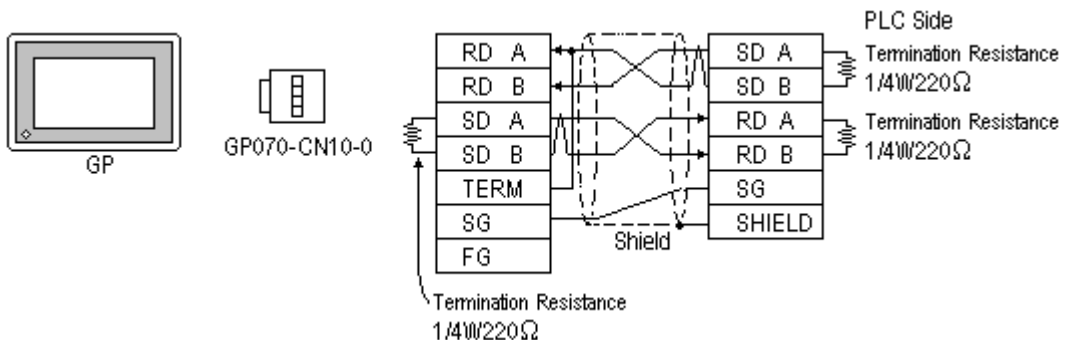 GP
GP070-CN10-0
RD A
RD B
SD A
SD B
TERM
SG
FG
Termination Resistance
1/4W220Ω
Shield
PLC Side
SD A
SD B
RD A
RD B
SG
SHIELD
Termination Resistance
1/4W220Ω
Termination Resistance
1/4W220Ω